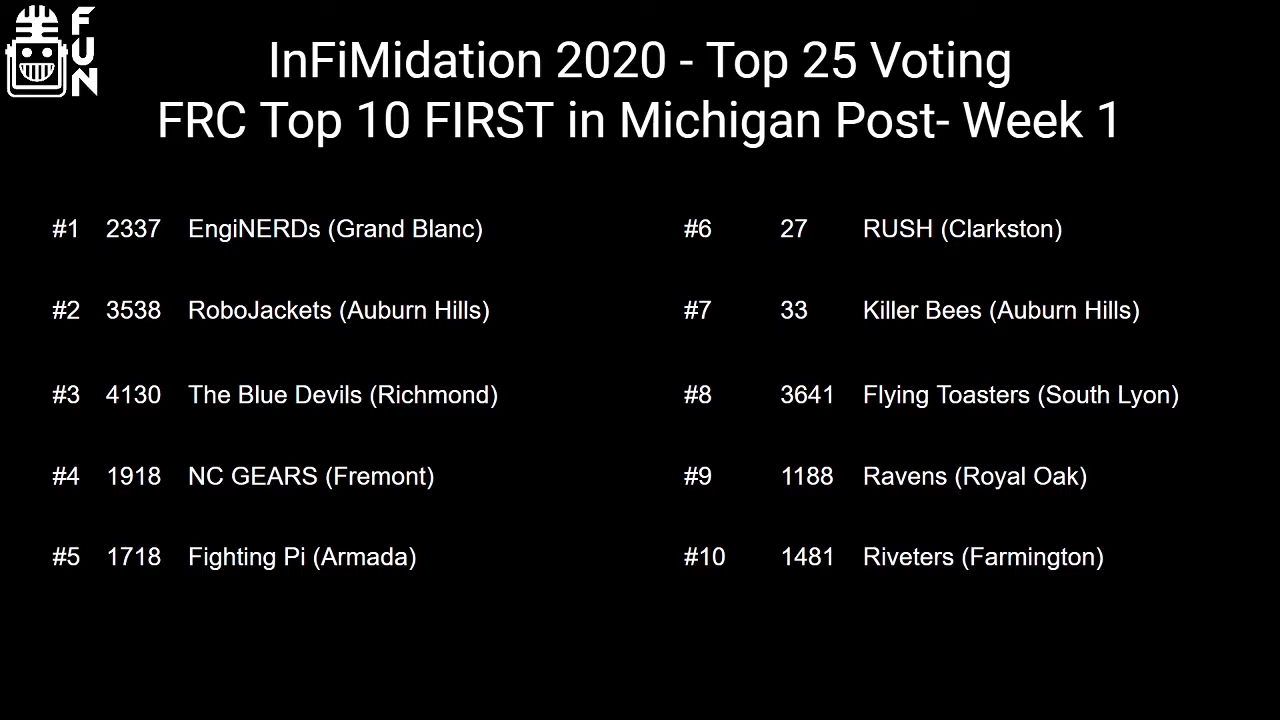 FUN
InFiMidation 2020 - Top 25 Voting
FRC Top 10 FIRST in Michigan Post- Week 1
#1 2337 EngiNERDs (Grand Blanc)
#2 3538 RoboJackets (Auburn Hills)
#3 4130 The Blue Devils (Richmond)
#4 1918 NC GEARS (Fremont)
#5 1718 Fighting Pi (Armada)
#6 27 RUSH (Clarkston)
#7 33 Killer Bees (Auburn Hills)
#8 3641 Flying Toasters (South Lyon)
#9 1188 Ravens (Royal Oak)
#10 1481 Riveters (Farmington)